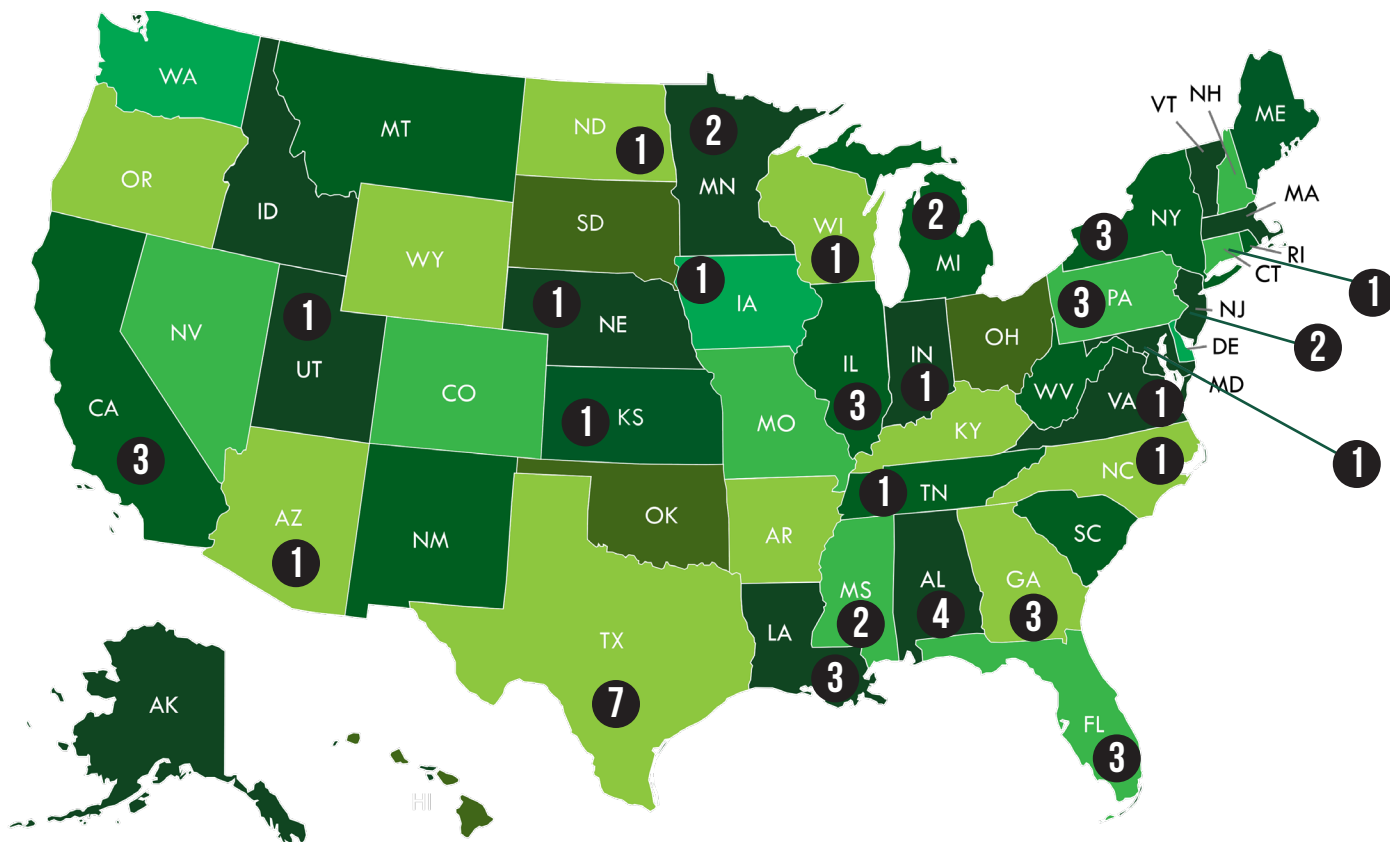 WA
MT
ND
1
2
MN
VT
NH
ME
OR
ID
SD
WI
1
2
MI
3
NY
MA
RI
CT
1
WY
1
UT
1
NE
1
IA
3
PA
NJ
2
DE
MD
NV
CO
1
KS
MO
IL
3
IN
1
OH
WV
VA
1
1
CA
3
KY
NC
1
AZ
1
NM
OK
AR
1
TN
SC
TX
7
LA
3
MS
2
AL
4
GA
3
FL
3
AK
HI